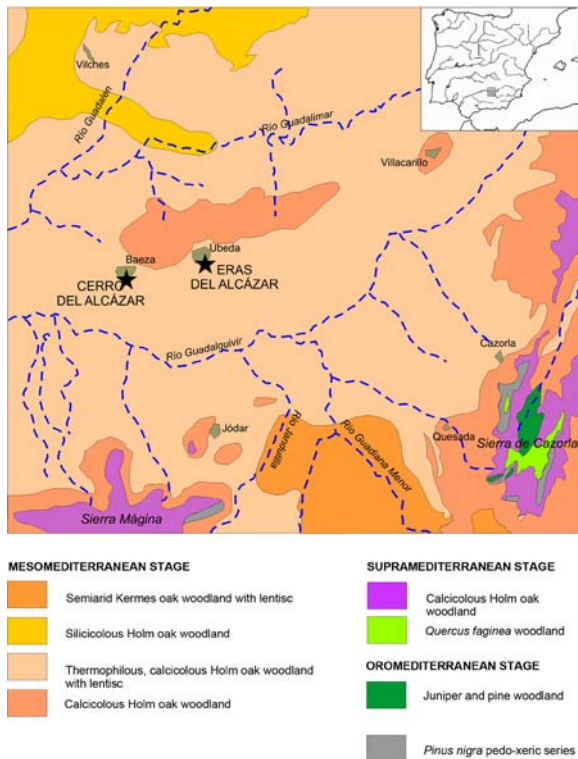 Vilches
Río Guadalén
Río Guadalimar
Villacarillo
Baeza
Úbeda
CERRO
DEL ALCÁZAR
ERAS
DEL ALCÁZAR
Río Guadalquivir
Cazorla
Jódar
Río Jandulilla
Río Guadiana Menor
Quesada
Sierra de Cazorla
Sierra Mágina
MESOMEDITERRANEAN STAGE
Semiarid Kermes oak woodland with lentisc
Silicicolous Holm oak woodland
Thermophilous, calcicolous Holm oak woodland
with lentisc
Calcicolous Holm oak woodland
SUPRAMEDITERRANEAN STAGE
Calcicolous Holm oak
woodland
Quercus faginea woodland
OROMEDITERRANEAN STAGE
Juniper and pine woodland
Pinus nigra pedo-xeric series